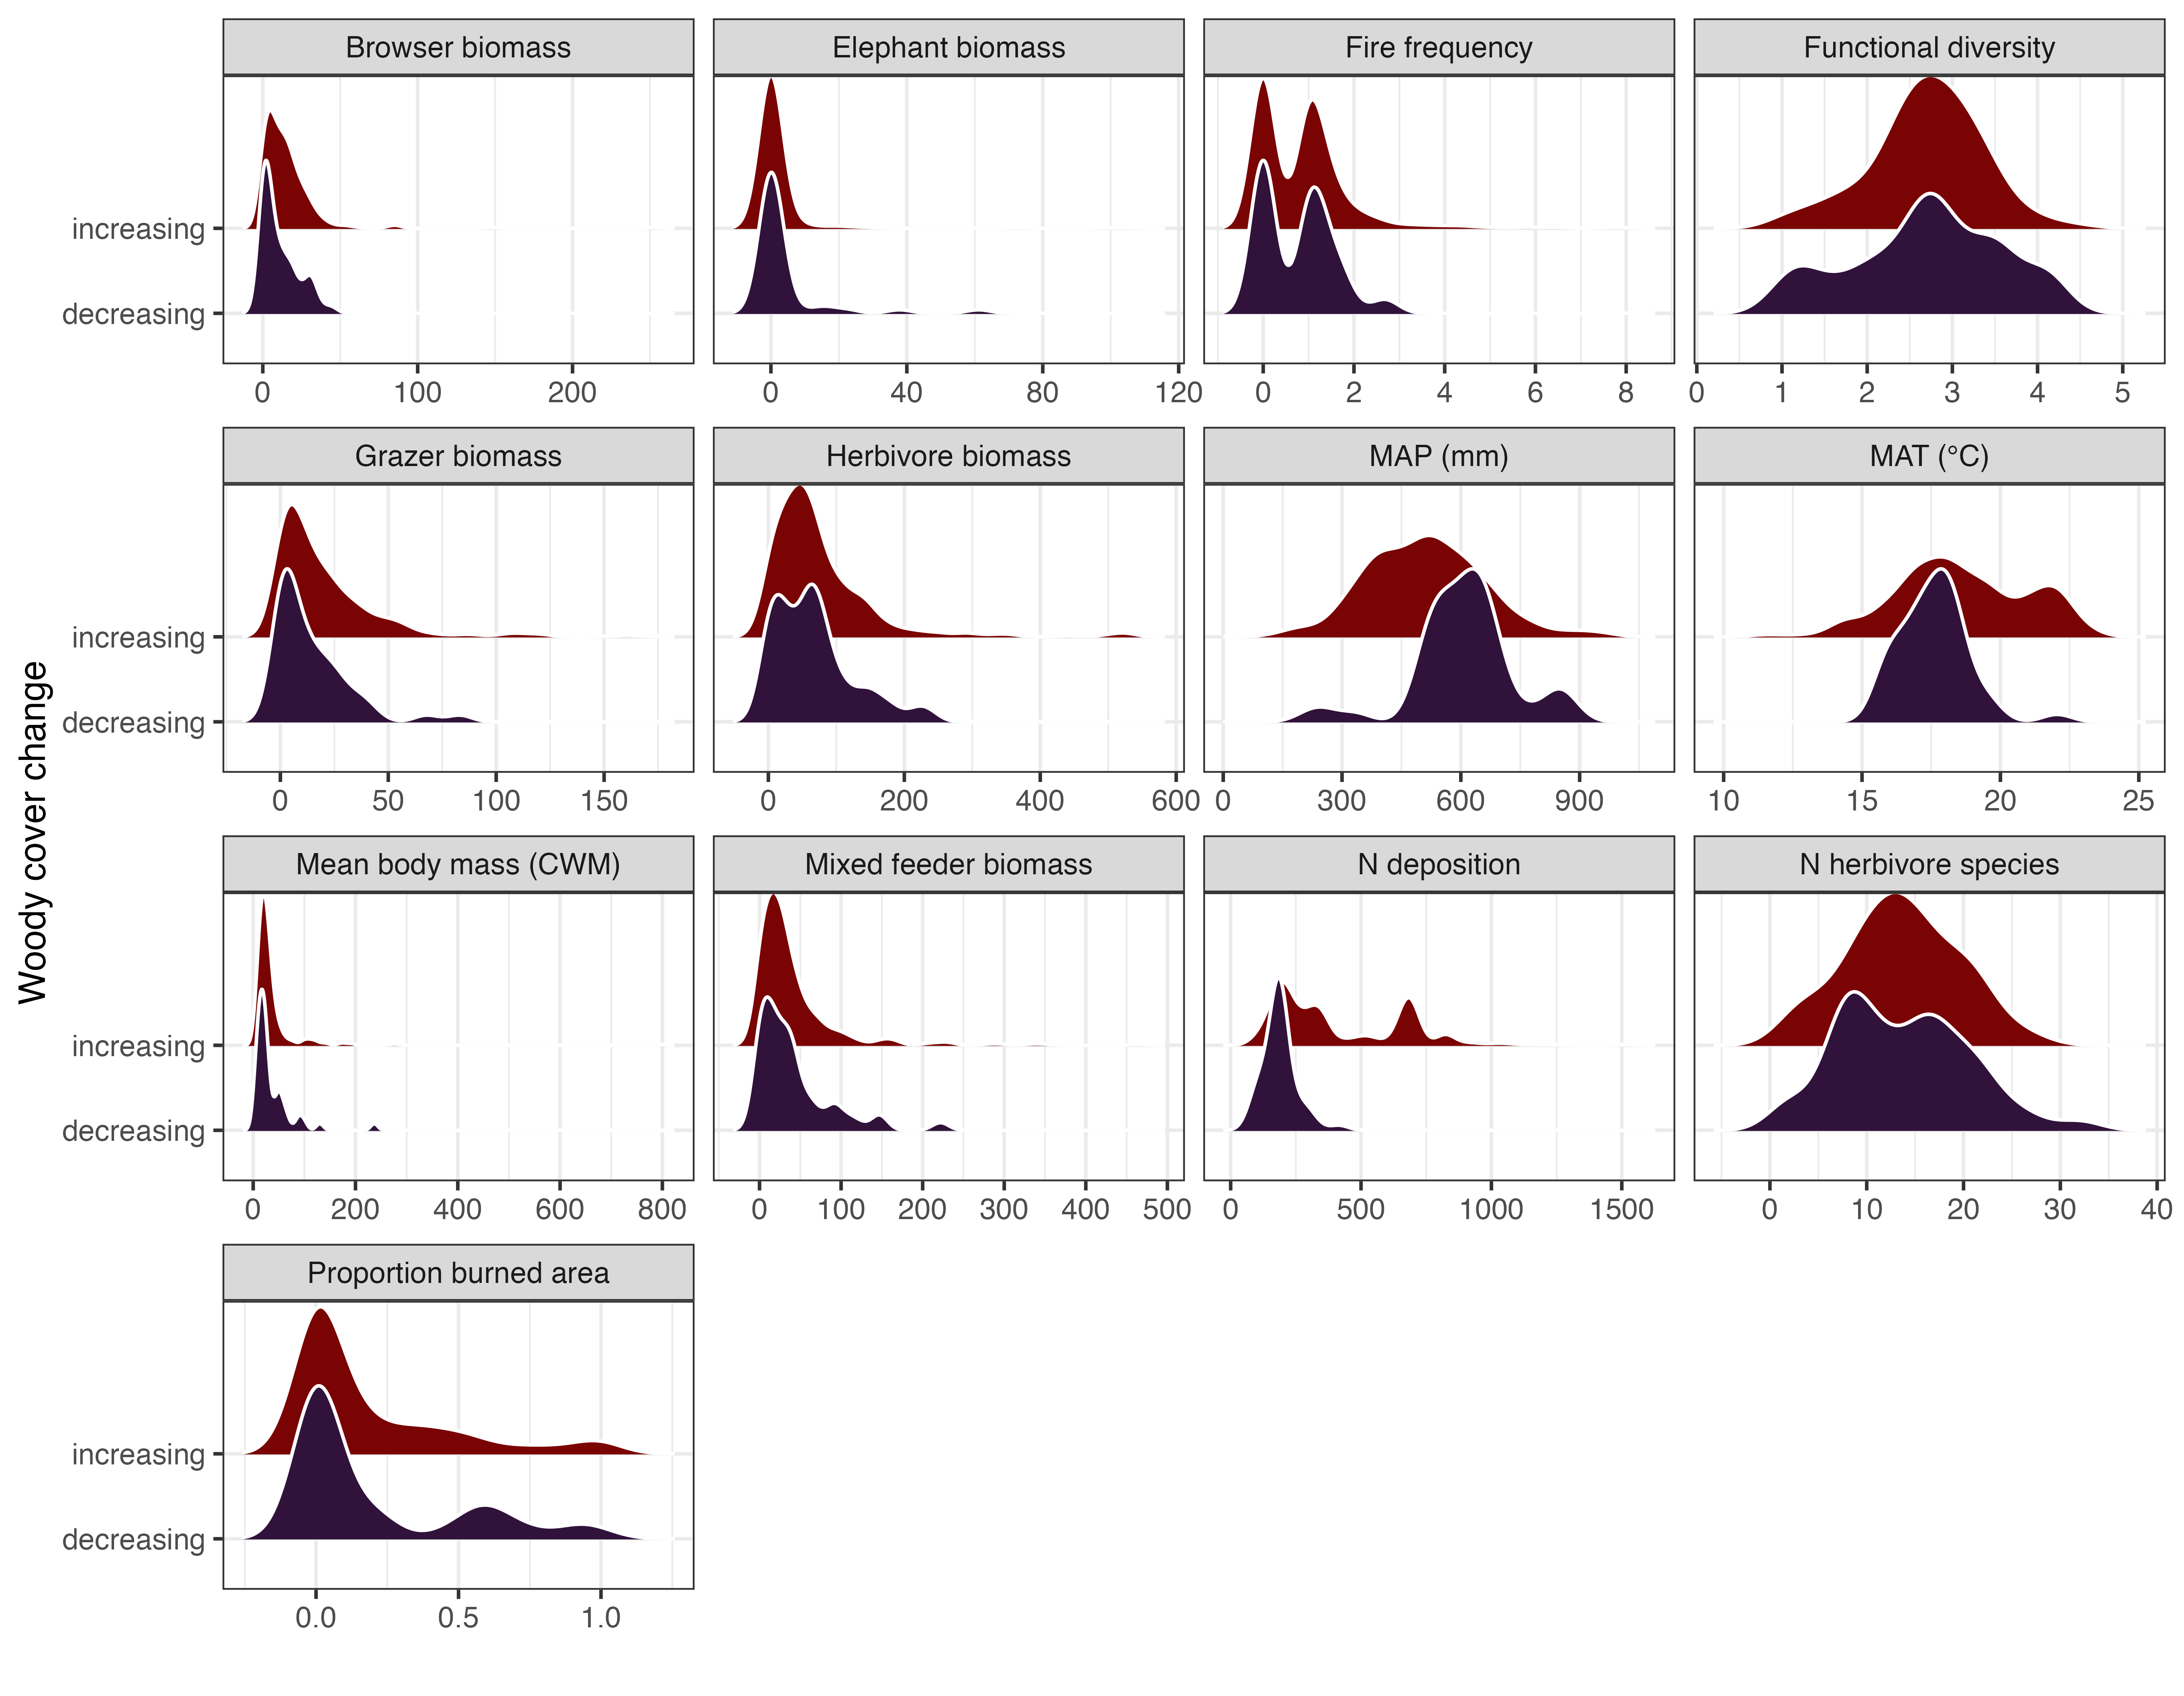 Browser biomass
Elephant biomass
Fire frequency
Functional diversity
increasing
decreasing
0 100 200
0 40 80 120
0 2 4 6 8
0 1 2 3 4 5
Grazer biomass
Herbivore biomass
MAP (mm)
MAT (°C)
increasing
decreasing
0 50 100 150
0 200 400 600
0 300 600 900
10 15 20 25
Woody cover change
Mean body mass (CWM)
Mixed feeder biomass
N deposition
N herbivore species
increasing
decreasing
0 200 400 600 800
0 100 200 300 400 500
0 500 1000 1500
0 10 20 30 40
Proportion burned area
increasing
decreasing
0.0 0.5 1.0